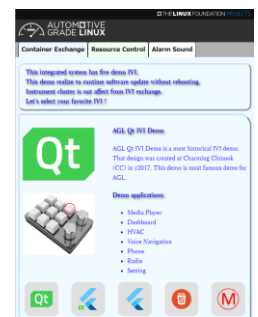 THE LINUX FOUNDATION PROJECTS
AUTOMOTIVE
GRADE LINUX
Container Exchange Resource Control Alarm Sound
This integrated system has five demo IVI.
This demo realize to runtime software update without rebooting.
Instrument cluster is not affect from IVI exchange.
Let's select your favorite IVI !
Qt
AGL Qt IVI Demo
AGL Qt IVI Demo is a most historical IVI demo.
That design was created at Charming Chinook
(CC) in y2017. This demo is most famous demo for
AGL.
Demo applications:
Media Player
Dashboard
HVAC
Voice Navigation
Phone
Radio
Setting
Qt
M